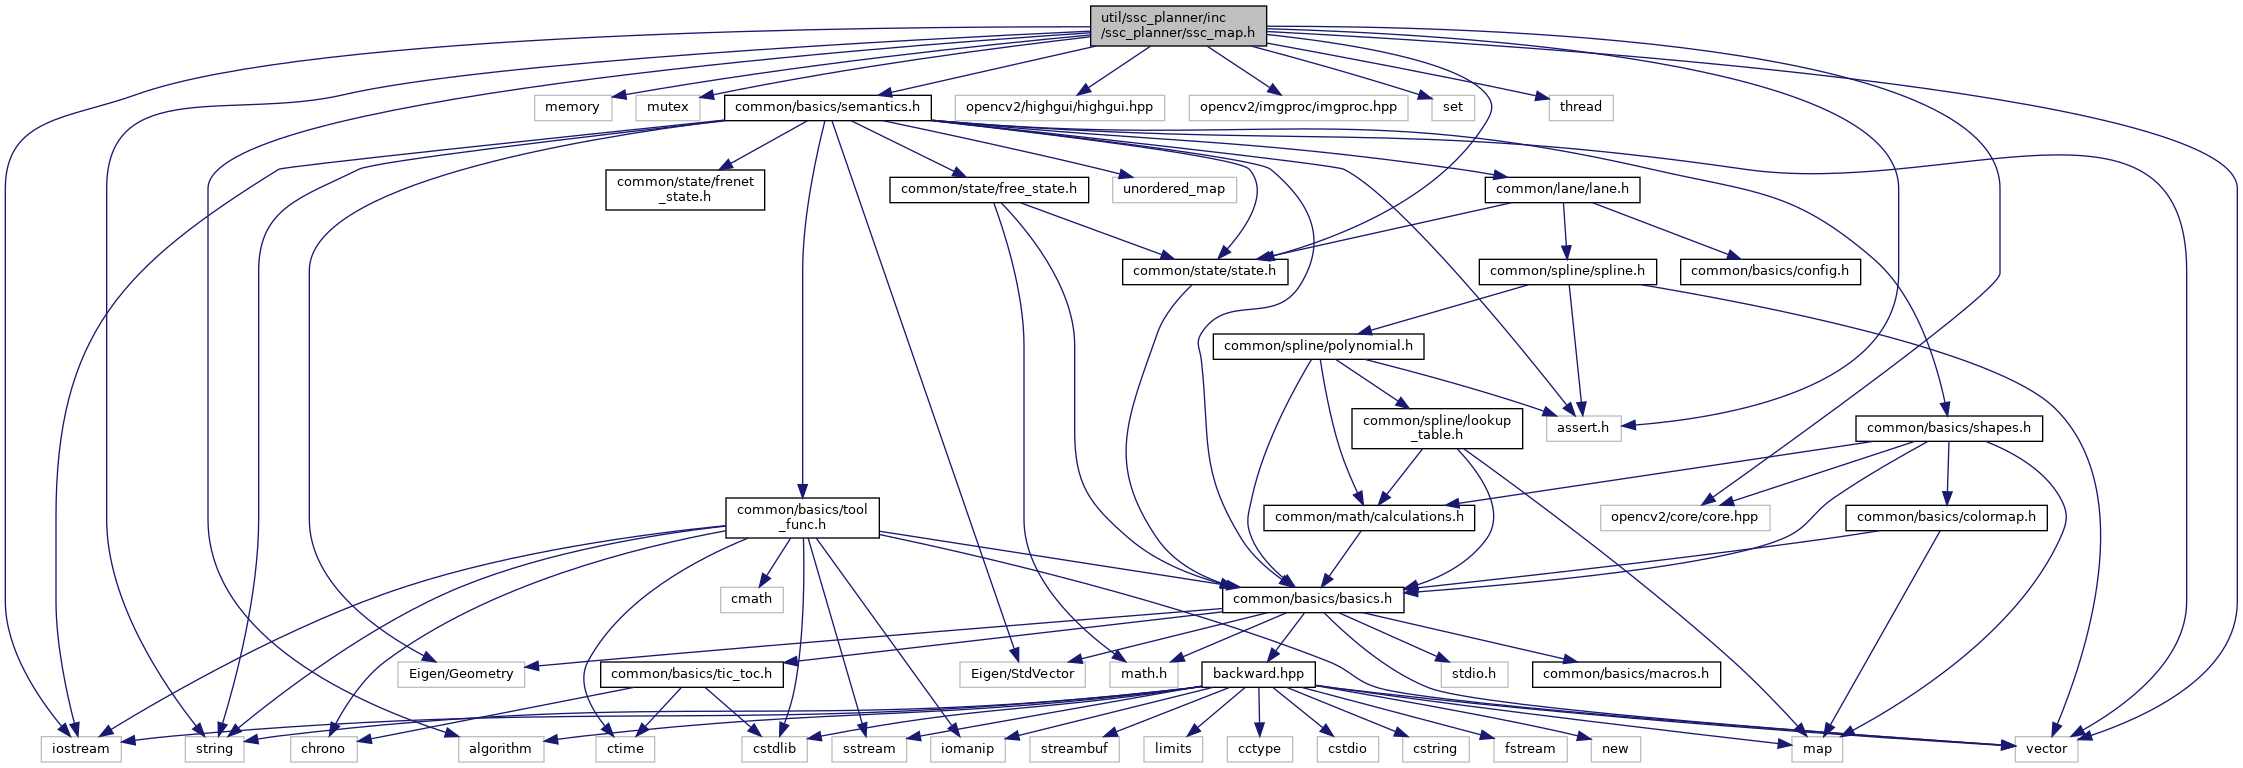 util/ssc_planner/inc
/ssc_planner/ssc_map.h
memory
mutex
common/basics/semantics.h
opencv2/highgui/highgui.hpp
opencv2/imgproc/imgproc.hpp
set
thread
common/state/frenet
_state.h
common/state/free_state.h
unordered_map
common/lane/lane.h
common/state/state.h
common/spline/spline.h
common/basics/config.h
common/spline/polynomial.h
common/spline/lookup
_table.h
assert.h
common/basics/shapes.h
common/basics/tool
_func.h
common/math/calculations.h
opencv2/core/core.hpp
common/basics/colormap.h
cmath
common/basics/basics.h
Eigen/Geometry
common/basics/tic_toc.h
Eigen/StdVector
math.h
backward.hpp
stdio.h
common/basics/macros.h
iostream
string
chrono
algorithm
ctime
cstdlib
sstream
iomanip
streambuf
limits
cctype
cstdio
cstring
fstream
new
map
vector